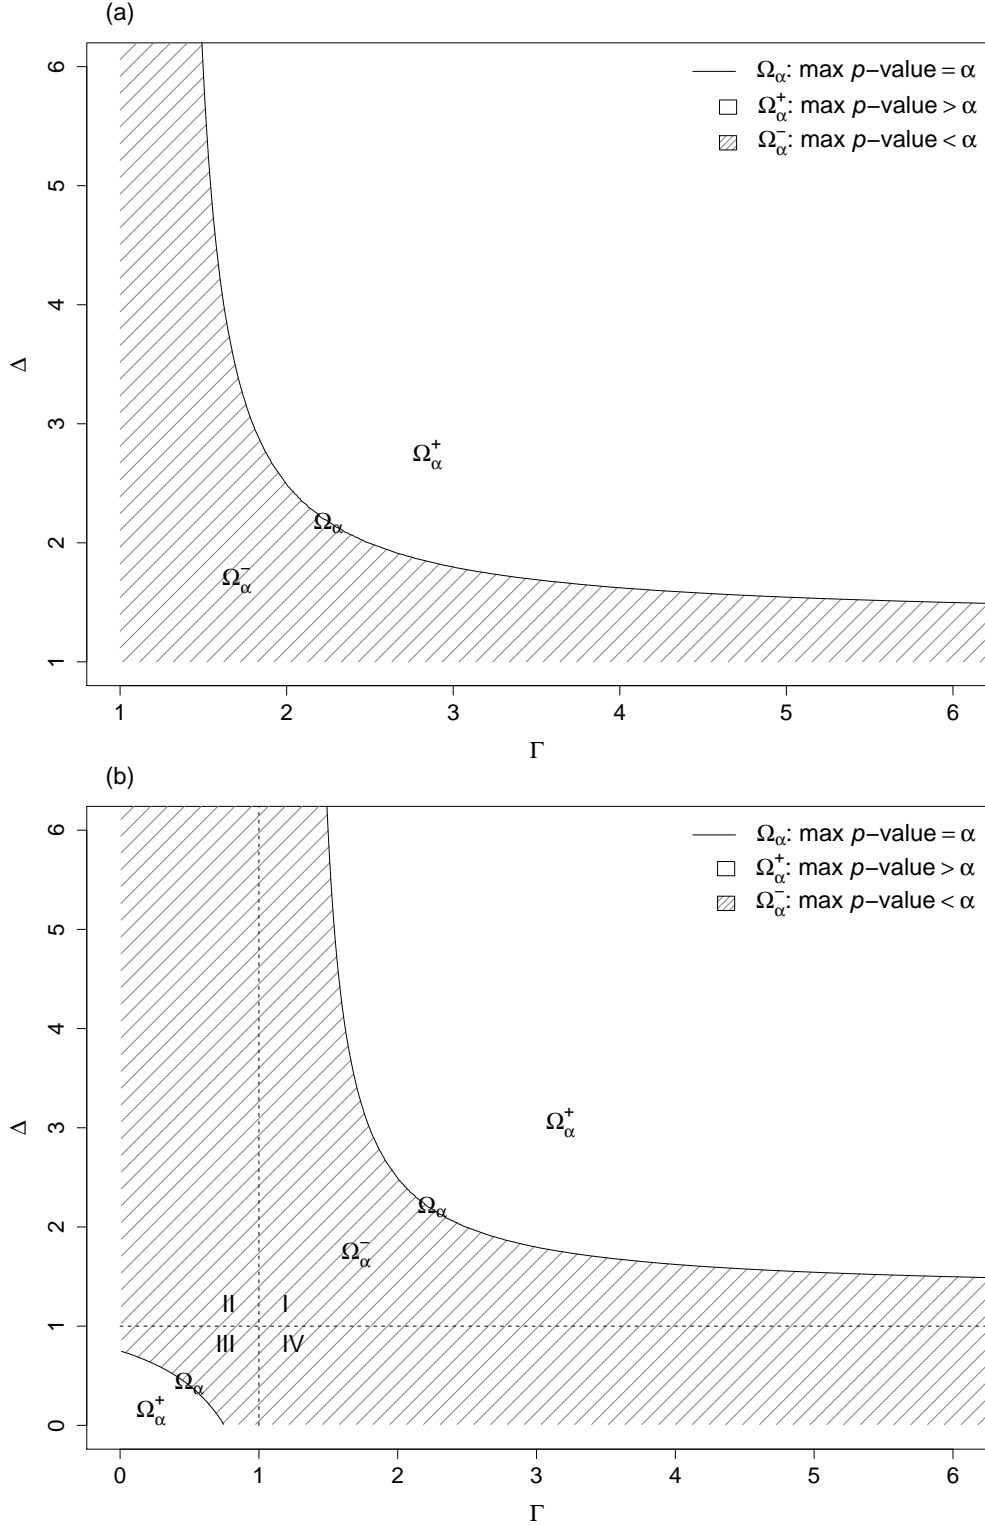 (a)
Ωα: max p−value = α
Ωα+: max p−value > α
Ωα−: max p−value < α
6
5
4
3
2
1
Δ
Ωα+
Ωα
Ωα−
1 2 3 4 5 6
Γ
(b)
Ωα: max p−value = α
Ωα+: max p−value > α
Ωα−: max p−value < α
6
5
4
3
2
1
0
Δ
Ωα+
Ωα
Ωα−
II I
III IV
Ωα
Ωα+
0 1 2 3 4 5 6
Γ